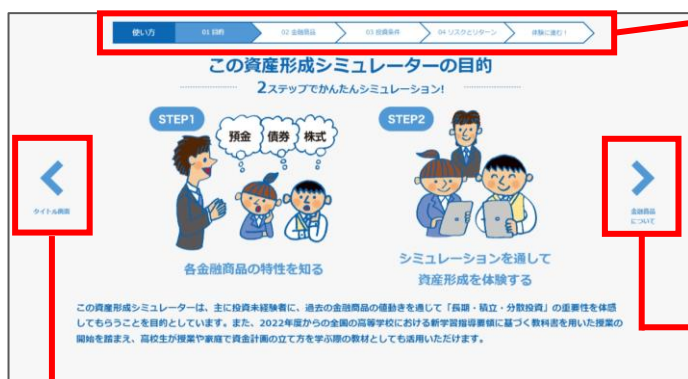 使い方
01 目的
02 金融商品
03 投資条件
04 リスクとリターン
体験に進む!
この資産形成シミュレーターの目的
2ステップでかんたんシミュレーション!
STEP1
預金
債券
株式
STEP2
タイトル画面
金融商品
について
各金融商品の特性を知る
シミュレーションを通して
資産形成を体験する
この資産形成シミュレーターは、主に投資未経験者に、過去の金融商品の値動きを通じて「長期・積立・分散投資」の重要性を体感
してもらうことを目的としています。また、2022年度からの全国の高等学校における新学習指導要領に基づく教科書を用いた授業の
開始を踏まえ、高校生が授業や家庭で資金計画の立て方を学ぶ際の教材としても活用いただけます。